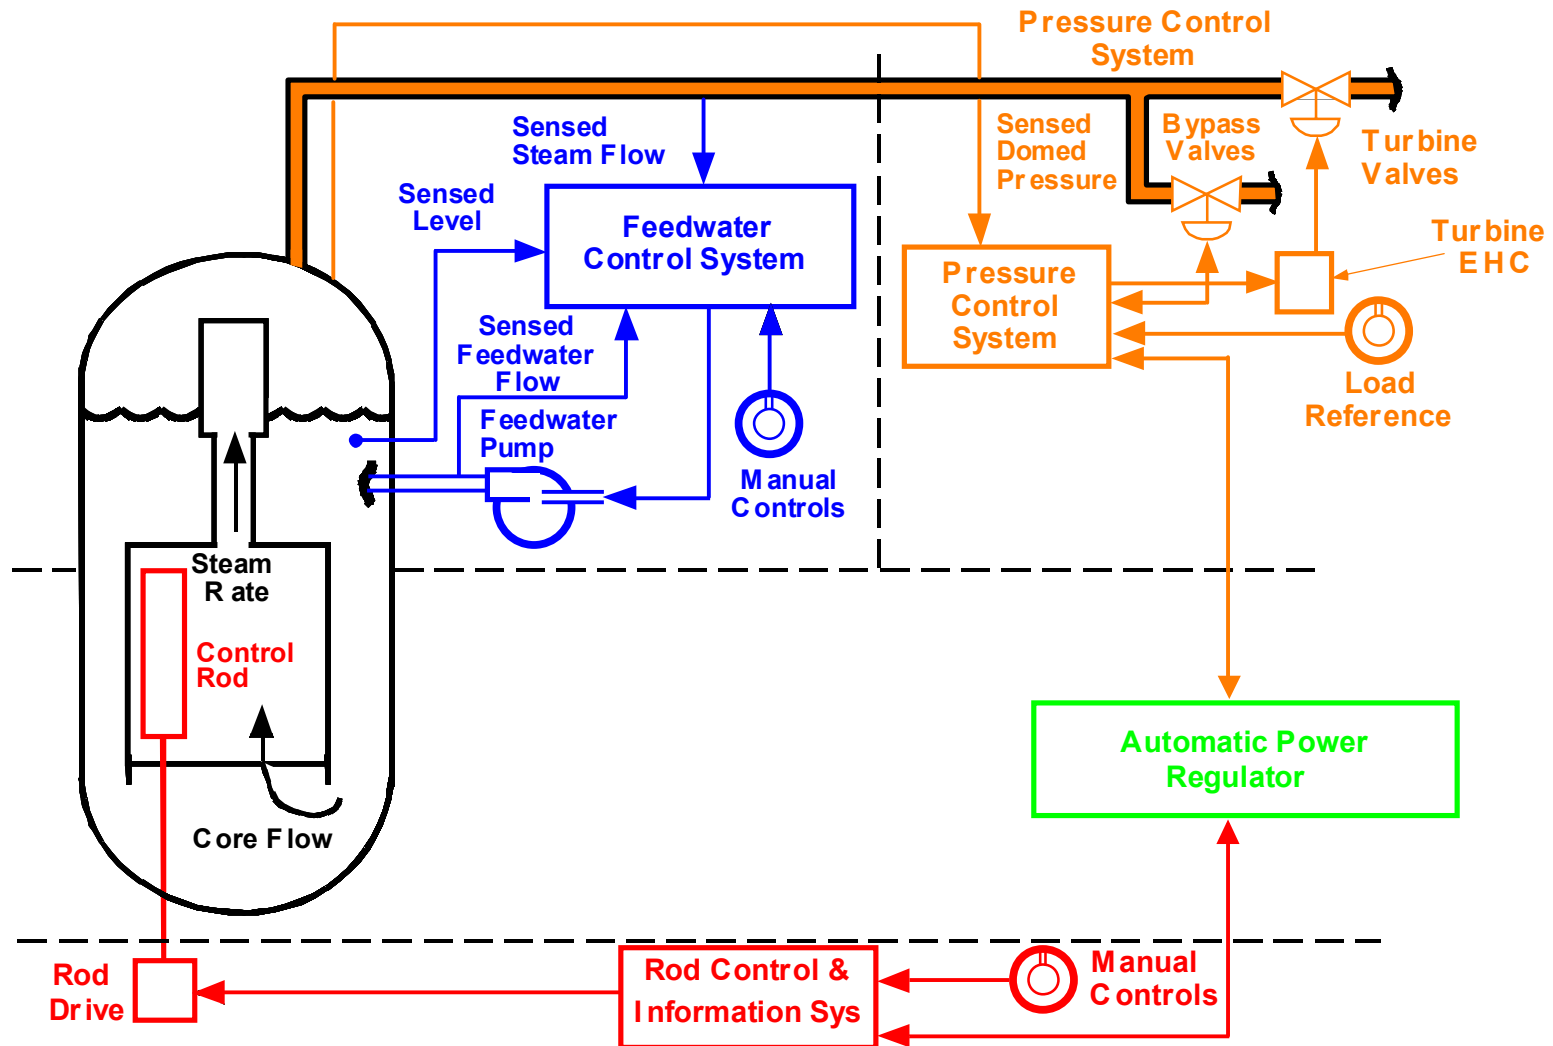 Pressure Control
System
Sensed
Steam Flow
Sensed
Domed
Pressure
Bypass
Valves
Turbine
Valves
Sensed
Level
Feedwater
Control System
Turbine
EHC
Pressure
Control
System
Sensed
Feedwater
Flow
Load
Reference
Feedwater
Pump
Manual
Controls
Steam
Rate
Control
Rod
Automatic Power
Regulator
Core Flow
Rod
Drive
Rod Control &
Information Sys
Manual
Controls